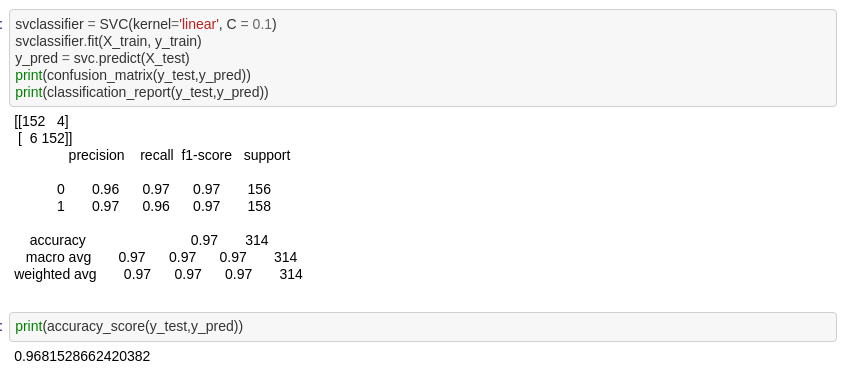 : svclassifier = SVC(kernel='linear', C = 0.1)
svclassifier.fit(X_train, y_train)
y_pred = svc.predict(X_test)
print(confusion_matrix(y_test,y_pred))
print(classification_report(y_test,y_pred))
[[152   4]
 [  6 152]]
precision    recall  f1-score   support
0       0.96      0.97      0.97       156
1       0.97      0.96      0.97       158
accuracy                           0.97       314
macro avg       0.97      0.97      0.97       314
weighted avg       0.97      0.97      0.97       314
: print(accuracy_score(y_test,y_pred))
0.9681528662420382